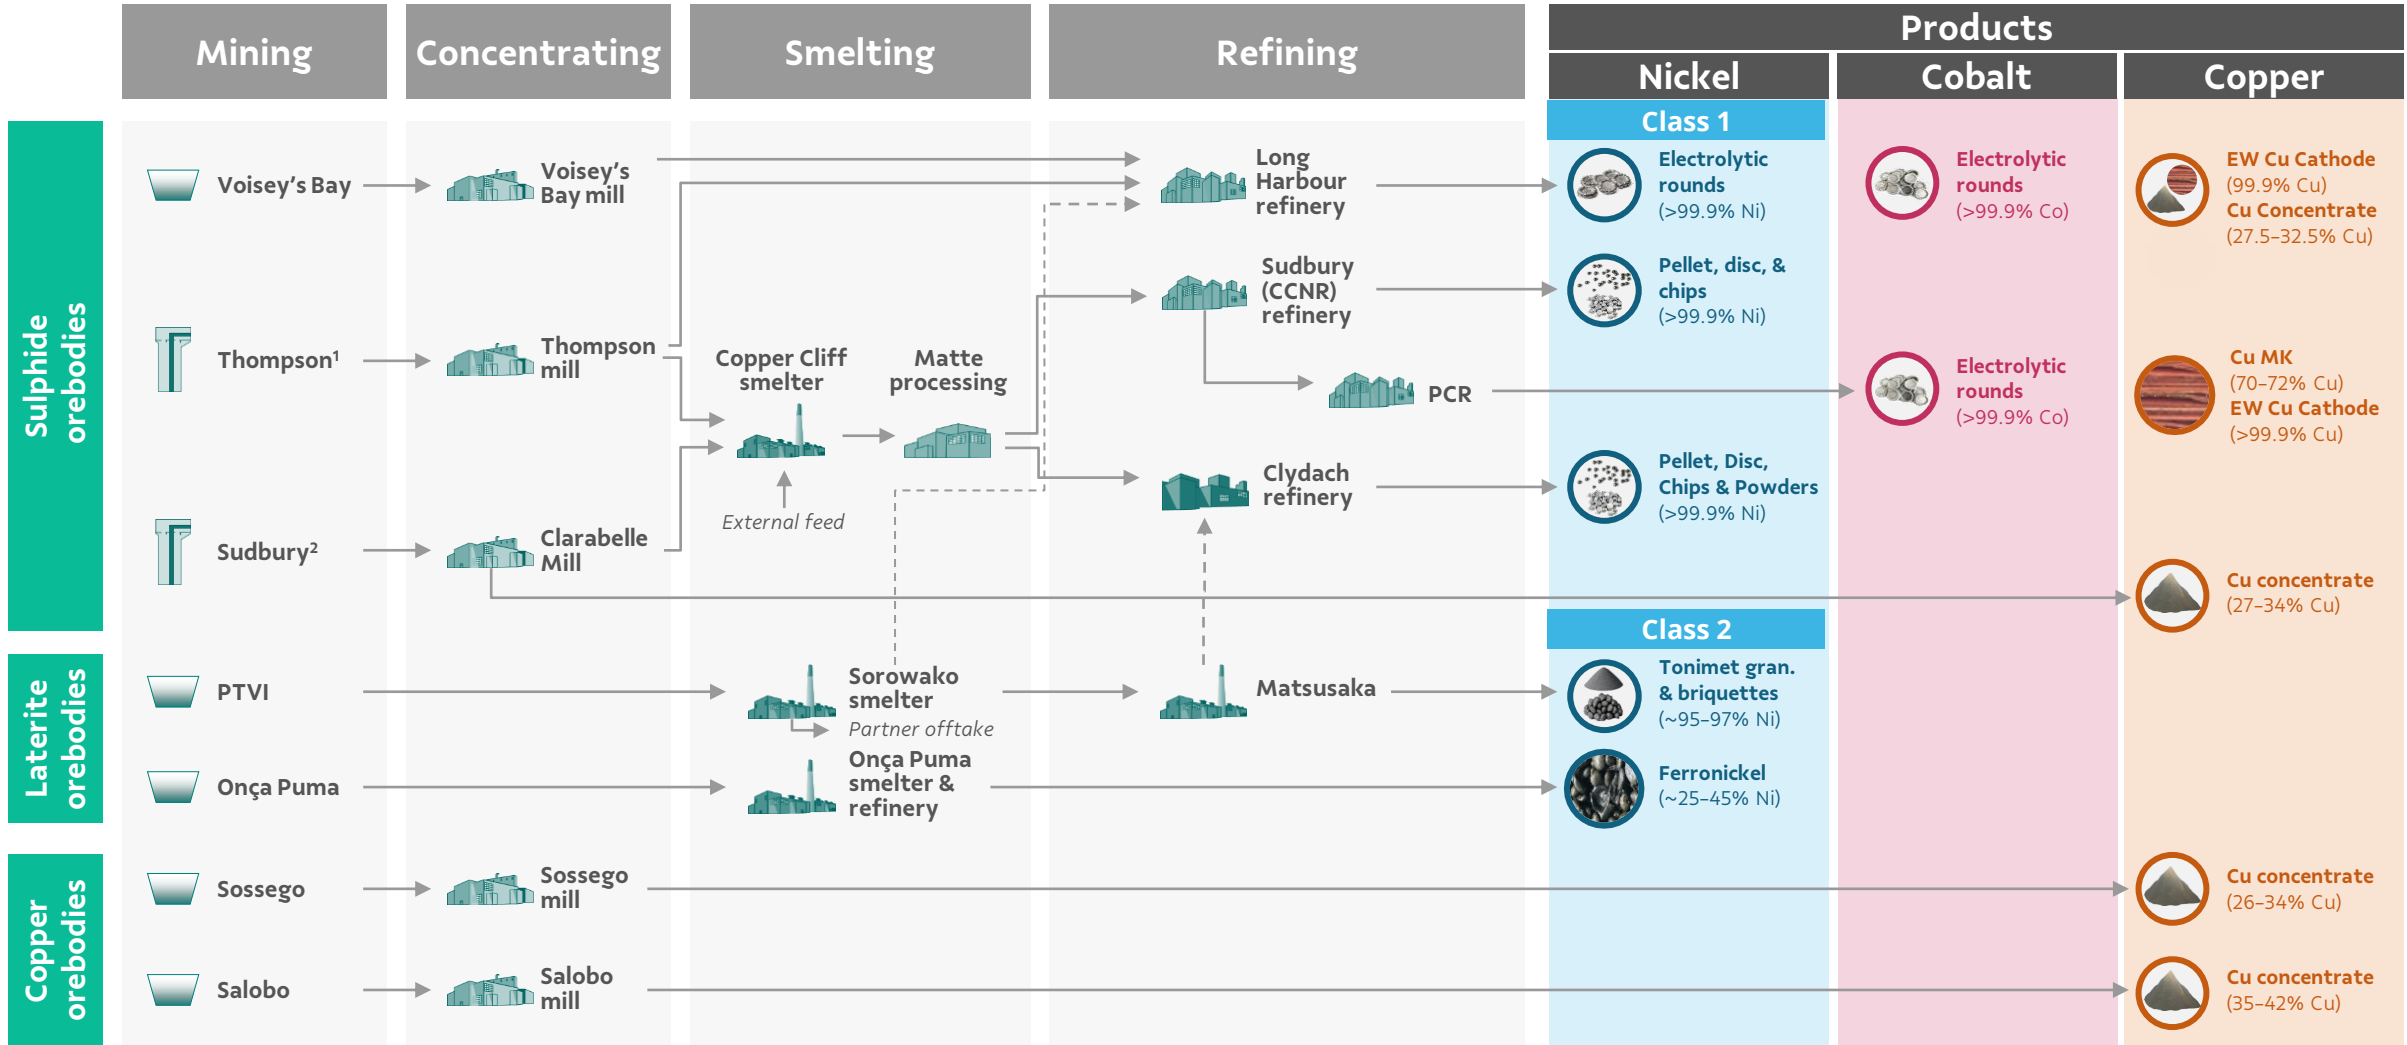 Mining
Concentrating
Smelting
Refining
Products
Nickel
Cobalt
Copper
Class 1
Sulphide
orebodies
Voisey's Bay
Voisey's
Bay mill
Long
Harbour
refinery
Electrolytic
rounds
(>99.9% Ni)
Electrolytic
rounds
(>99.9% Co)
EW Cu Cathode
(99.9% Cu)
Cu Concentrate
(27.5–32.5% Cu)
Sudbury
(CCNR)
refinery
Pellet, disc, &
chips
(>99.9% Ni)
Thompson¹
Thompson
mill
Copper Cliff
smelter
Matte
processing
PCR
Electrolytic
rounds
(>99.9% Co)
Cu MK
(70–72% Cu)
EW Cu Cathode
(>99.9% Cu)
External feed
Clydach
refinery
Pellet, Disc,
Chips & Powders
(>99.9% Ni)
Sudbury²
Clarabelle
Mill
Cu concentrate
(27–34% Cu)
Class 2
Laterite
orebodies
PTVI
Sorowako
smelter
Partner offtake
Matsusaka
Tonimet gran.
& briquettes
(~95–97% Ni)
Onça Puma
Onça Puma
smelter &
refinery
Ferronickel
(~25–45% Ni)
Copper
orebodies
Sossego
Sossego
mill
Cu concentrate
(26–34% Cu)
Salobo
Salobo
mill
Cu concentrate
(35–42% Cu)